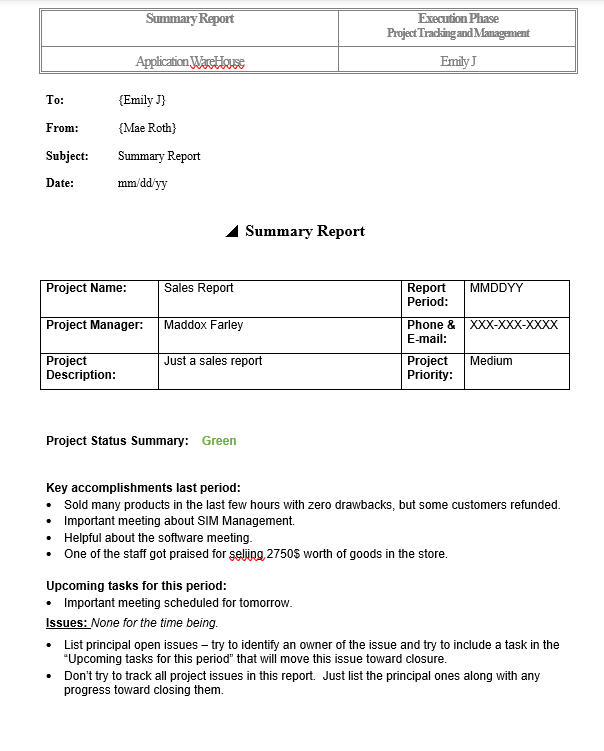 Summary Report
Execution Phase
Project Tracking and Management
Application WareHouse
Emily J
To: {Emily J}
From: {Mae Roth}
Subject: Summary Report
Date: mm/dd/yy
Summary Report
Project Name: Sales Report Report Period: MMDDYY
Project Manager: Maddox Farley Phone & E-mail: XXX-XXX-XXXX
Project Description: Just a sales report Project Priority: Medium
Project Status Summary: Green
Key accomplishments last period:
• Sold many products in the last few hours with zero drawbacks, but some customers refunded.
• Important meeting about SIM Management.
• Helpful about the software meeting.
• One of the staff got praised for seliing 2750$ worth of goods in the store.
Upcoming tasks for this period:
• Important meeting scheduled for tomorrow.
Issues: None for the time being.
• List principal open issues – try to identify an owner of the issue and try to include a task in the
“Upcoming tasks for this period” that will move this issue toward closure.
• Don’t try to track all project issues in this report. Just list the principal ones along with any
progress toward closing them.